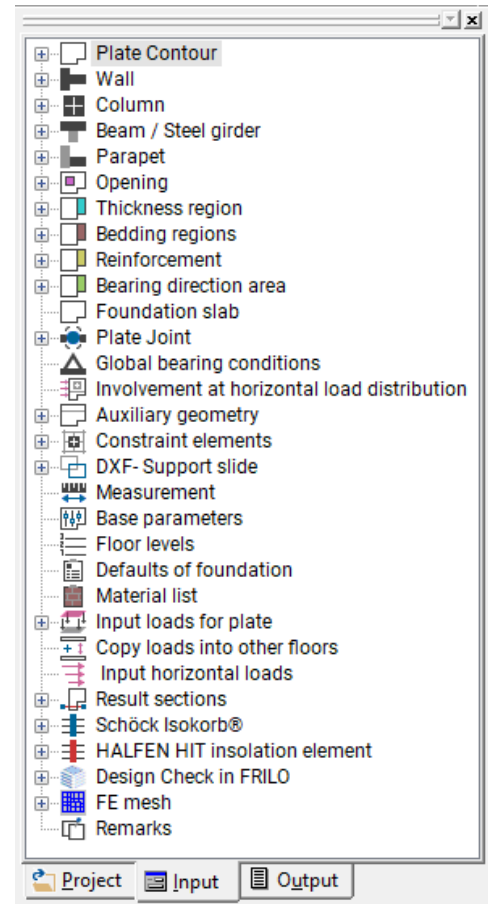 Plate Contour
Wall
Column
Beam / Steel girder
Parapet
Opening
Thickness region
Bedding regions
Reinforcement
Bearing direction area
Foundation slab
Plate Joint
Global bearing conditions
Involvement at horizontal load distribution
Auxiliary geometry
Constraint elements
DXF- Support slide
Measurement
Base parameters
Floor levels
Defaults of foundation
Material list
Input loads for plate
Copy loads into other floors
Input horizontal loads
Result sections
Schöck Isokorb®
HALFEN HIT insolation element
Design Check in FRILO
FE mesh
Remarks
Project Input Output